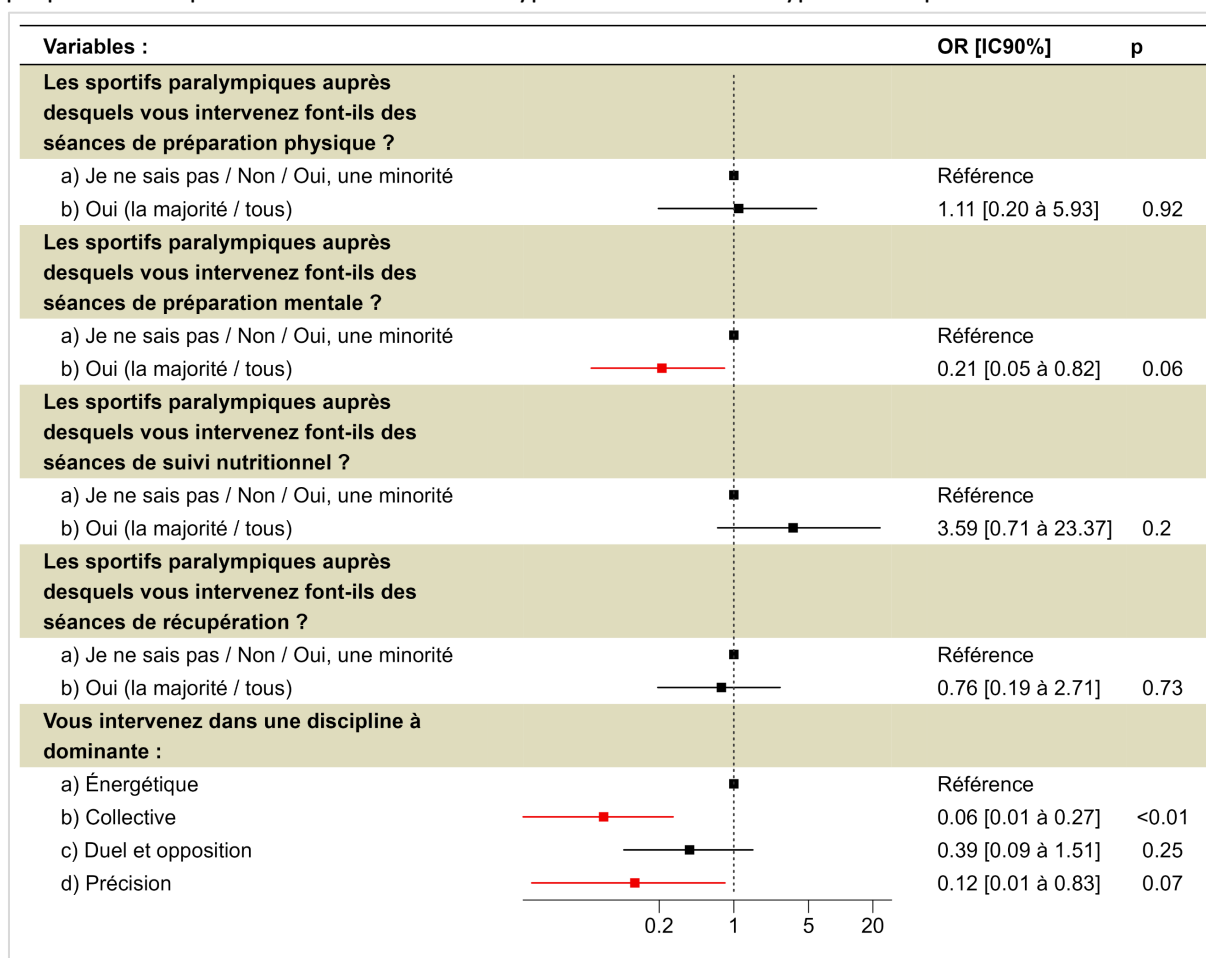 Variables : OR [IC90%] p
Les sportifs paralympiques auprès
desquels vous intervenez font-ils des
séances de préparation physique ?
a) Je ne sais pas / Non / Oui, une minorité Référence
b) Oui (la majorité / tous) 1.11 [0.20 à 5.93] 0.92
Les sportifs paralympiques auprès
desquels vous intervenez font-ils des
séances de préparation mentale ?
a) Je ne sais pas / Non / Oui, une minorité Référence
b) Oui (la majorité / tous) 0.21 [0.05 à 0.82] 0.06
Les sportifs paralympiques auprès
desquels vous intervenez font-ils des
séances de suivi nutritionnel ?
a) Je ne sais pas / Non / Oui, une minorité Référence
b) Oui (la majorité / tous) 3.59 [0.71 à 23.37] 0.2
Les sportifs paralympiques auprès
desquels vous intervenez font-ils des
séances de récupération ?
a) Je ne sais pas / Non / Oui, une minorité Référence
b) Oui (la majorité / tous) 0.76 [0.19 à 2.71] 0.73
Vous intervenez dans une discipline à
dominante :
a) Énergétique Référence
b) Collective 0.06 [0.01 à 0.27] <0.01
c) Duel et opposition 0.39 [0.09 à 1.51] 0.25
d) Précision 0.12 [0.01 à 0.83] 0.07
0.2 1 5 20